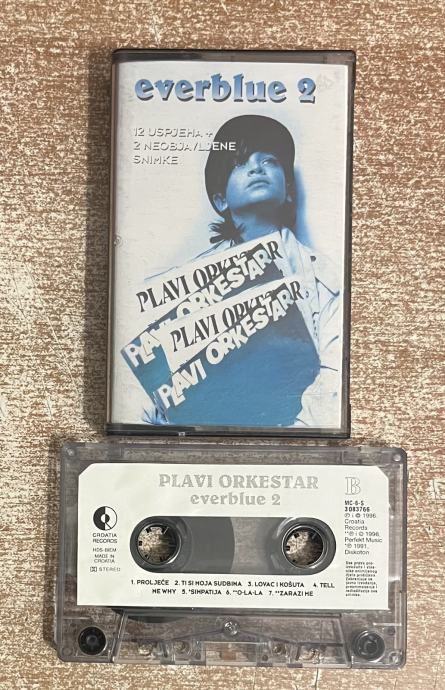 everblue 2
12 USPJEHA +
2 NEOBJAVLJENE
SNIMKE
PLAVI ORKESTAR
PLAVI ORKESTAR
PLAVI ORKESTAR
PLAVI ORKESTAR
PLAVI ORKESTAR
everblue 2
B
CROATIA
RECORDS
HDS-BIEM
MADE IN
CROATIA
STEREO
MC-6-S
3083766
℗ i © 1996.
Croatia
Records
**℗ i © 1996,
Perfekt Music
*℗ 1991,
Diskoton
1. PROLJEĆE 2. TI SI MOJA SUDBINA 3. LOVAC I KOŠUTA 4. TELL
ME WHY 5. *SIMPATIJA 6. **O-LA-LA 7. **ZARAZI ME